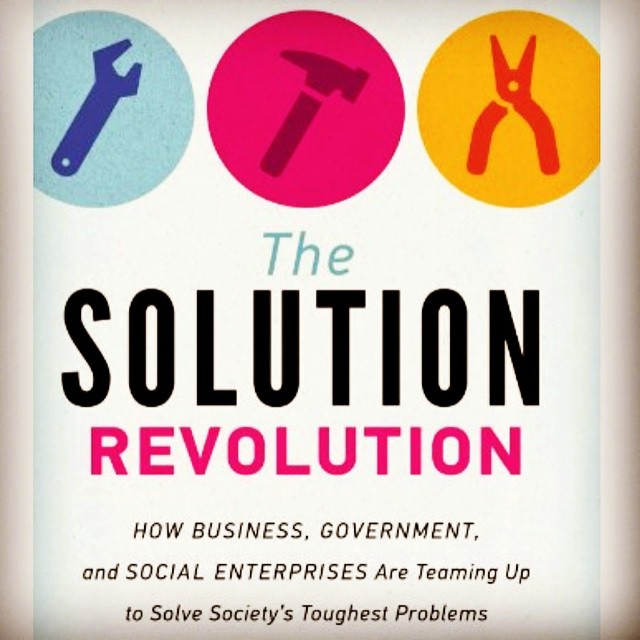 The
SOLUTION
REVOLUTION
HOW BUSINESS, GOVERNMENT,
and SOCIAL ENTERPRISES Are Teaming Up
to Solve Society's Toughest Problems